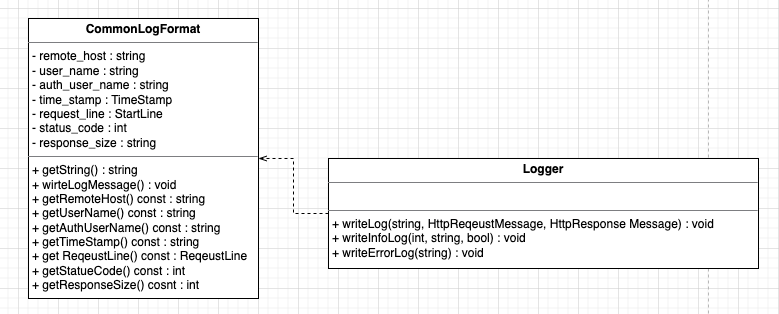 CommonLogFormat
- remote_host : string
- user_name : string
- auth_user_name : string
- time_stamp : TimeStamp
- request_line : StartLine
- status_code : int
- response_size : string
+ getString() : string
+ wirteLogMessage() : void
+ getRemoteHost() const : string
+ getUserName() const : string
+ getAuthUserName() const : string
+ getTimeStamp() const : string
+ get ReqeustLine() const : ReqeustLine
+ getStatueCode() const : int
+ getResponseSize() cosnt : int
Logger
+ writeLog(string, HttpReqeustMessage, HttpResponse Message) : void
+ writeInfoLog(int, string, bool) : void
+ writeErrorLog(string) : void